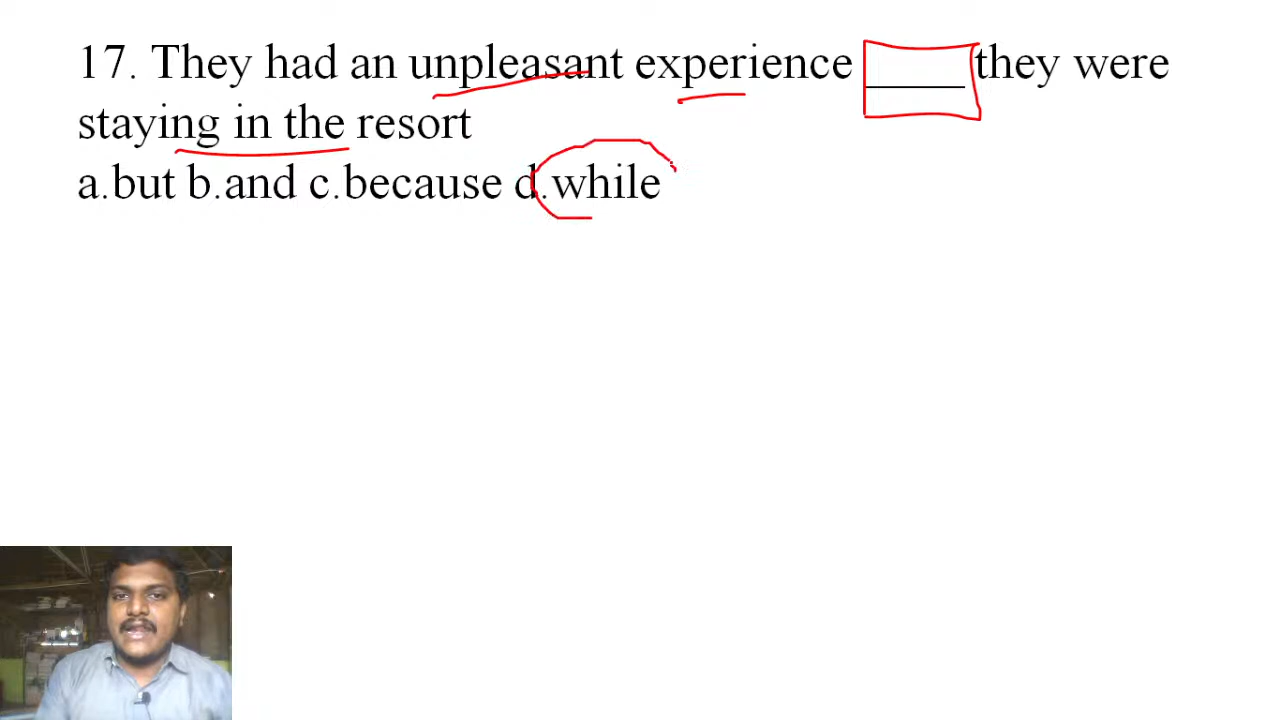 17. They had an unpleasant experience _____ they were
staying in the resort
a.but b.and c.because d.while